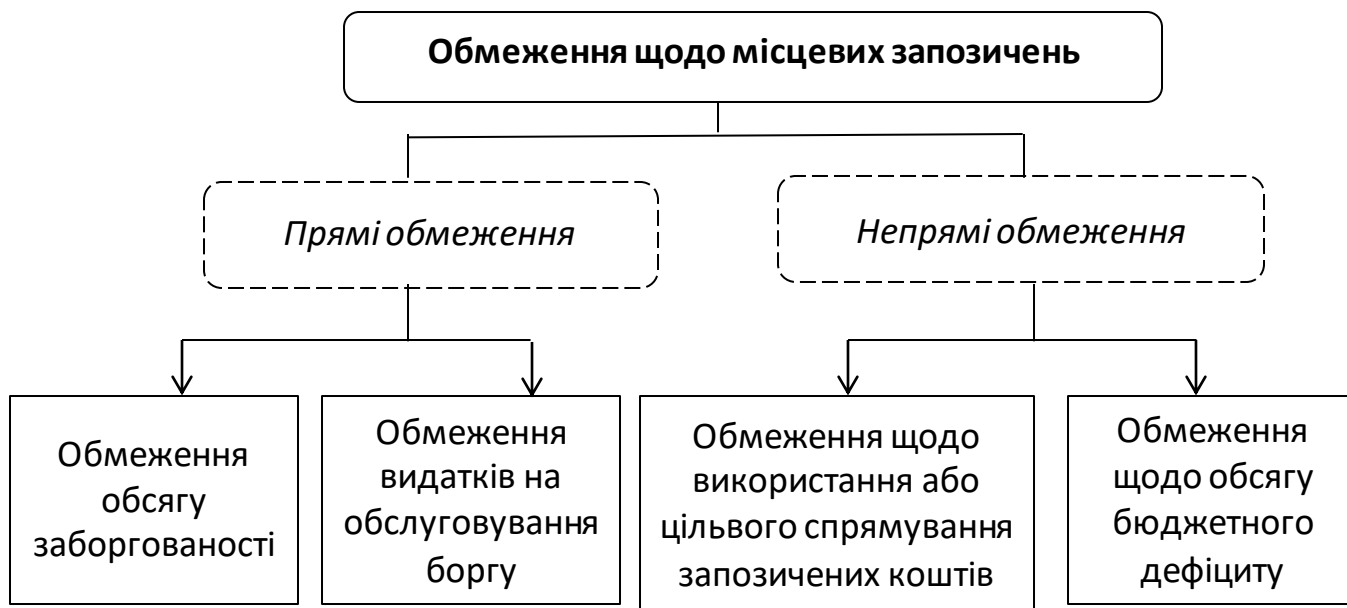 Обмеження щодо місцевих запозичень
Прямі обмеження
Непрямі обмеження
Обмеження
обсягу
заборгованості
Обмеження
видатків на
обслуговування
боргу
Обмеження щодо
використання або
цільвого спрямування
запозичених коштів
Обмеження
щодо обсягу
бюджетного
дефіциту